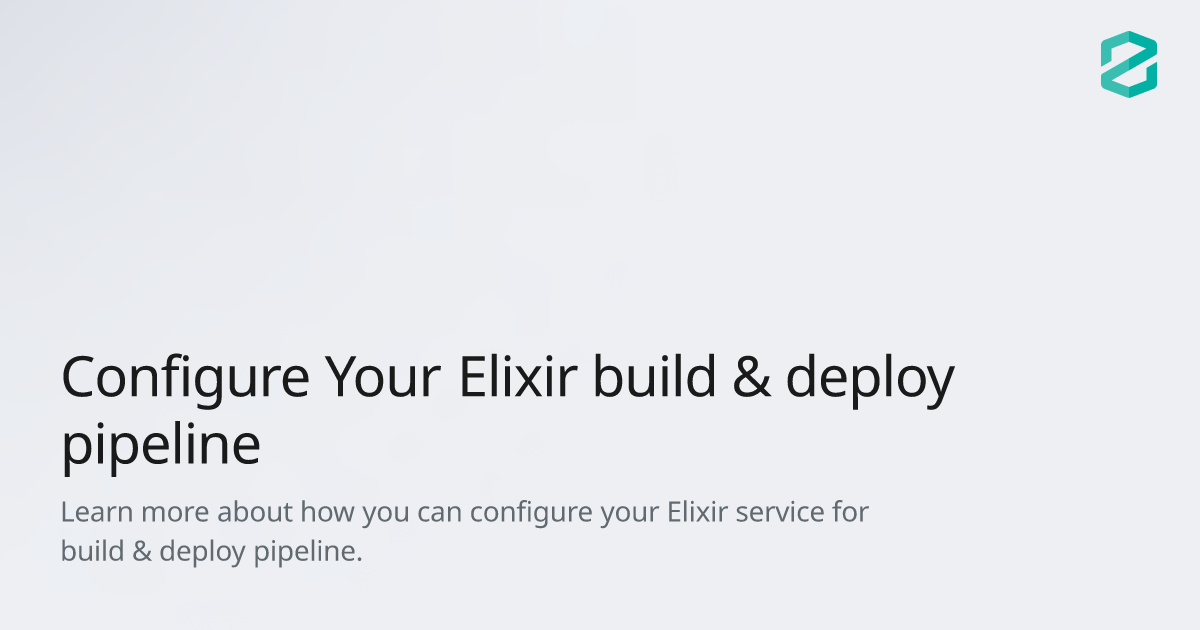 Configure Your Elixir build & deploy
pipeline
Learn more about how you can configure your Elixir service for
build & deploy pipeline.